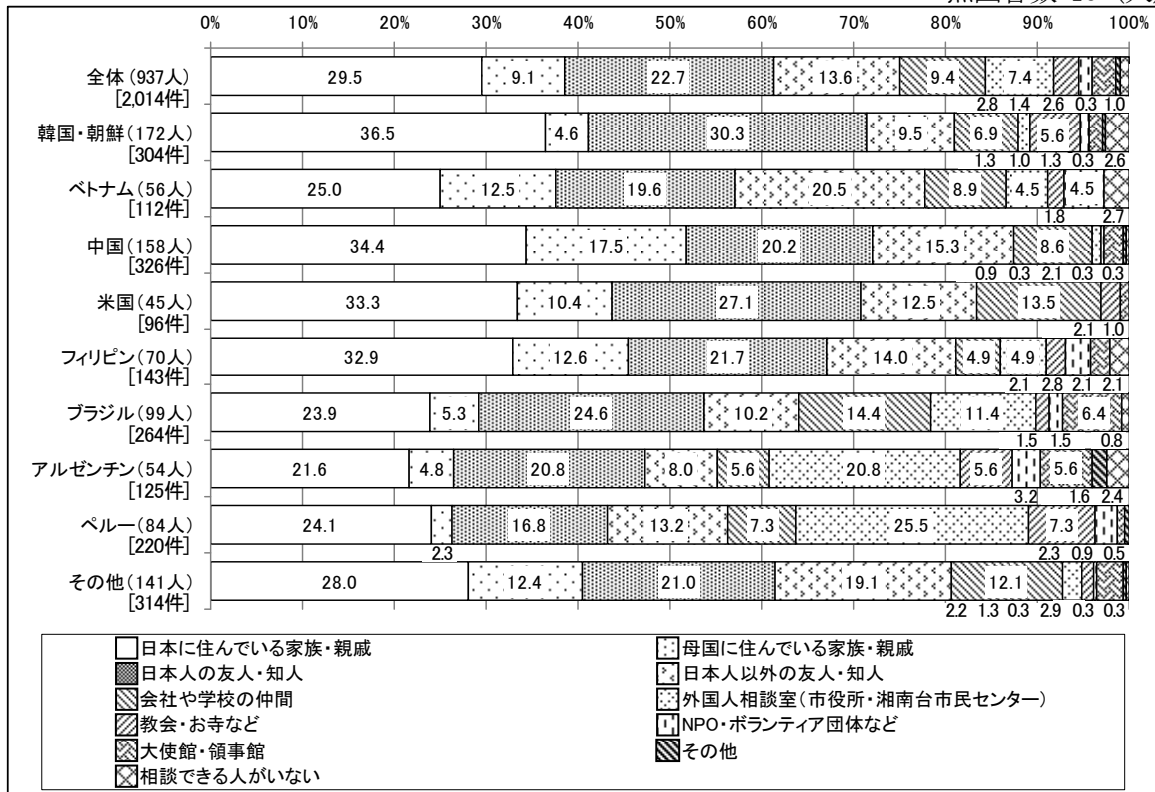 0% 10% 20% 30% 40% 50% 60% 70% 80% 90% 100%
全体(937人) 29.5 9.1 22.7 13.6 9.4 7.4
[2,014件] 2.8 1.4 2.6 0.3 1.0
韓国・朝鮮(172人) 36.5 4.6 30.3 9.5 6.9 5.6
[304件] 1.3 1.0 1.3 0.3 2.6
ベトナム(56人) 25.0 12.5 19.6 20.5 8.9 4.5 4.5
[112件] 1.8 2.7
中国(158人) 34.4 17.5 20.2 15.3 8.6
[326件] 0.9 0.3 2.1 0.3 0.3
米国(45人) 33.3 10.4 27.1 12.5 13.5
[96件] 2.1 1.0
フィリピン(70人) 32.9 12.6 21.7 14.0 4.9 4.9
[143件] 2.1 2.8 2.1 2.1
ブラジル(99人) 23.9 5.3 24.6 10.2 14.4 11.4 6.4
[264件] 1.5 1.5 0.8
アルゼンチン(54人) 21.6 4.8 20.8 8.0 5.6 20.8 5.6 5.6
[125件] 3.2 1.6 2.4
ペルー(84人) 24.1 16.8 13.2 7.3 25.5 7.3
[220件] 2.3 2.3 0.9 0.5
その他(141人) 28.0 12.4 21.0 19.1 12.1
[314件] 2.2 1.3 0.3 2.9 0.3 0.3
日本に住んでいる家族・親戚 母国に住んでいる家族・親戚
日本人の友人・知人 日本人以外の友人・知人
会社や学校の仲間 外国人相談室(市役所・湘南台市民センター)
教会・お寺など NPO・ボランティア団体など
大使館・領事館 その他
相談できる人がいない